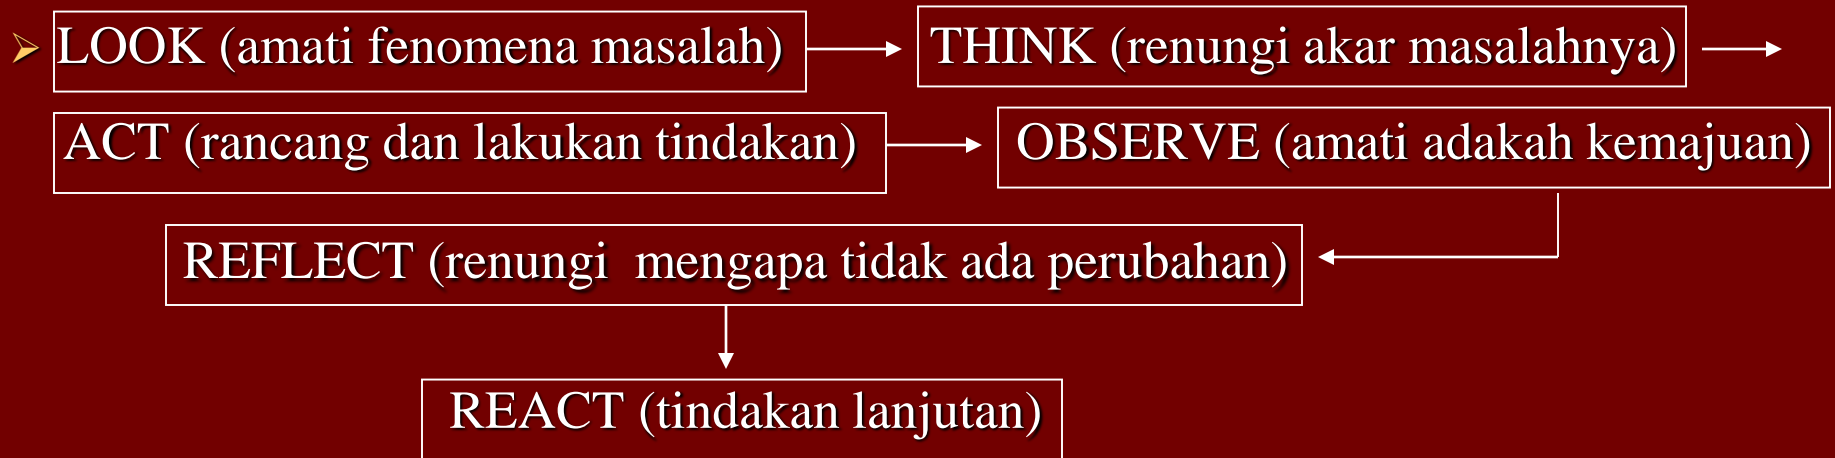 LOOK (amati fenomena masalah) THINK (renungi akar masalahnya)
ACT (rancang dan lakukan tindakan) OBSERVE (amati adakah kemajuan)
REFLECT (renungi mengapa tidak ada perubahan)
REACT (tindakan lanjutan)